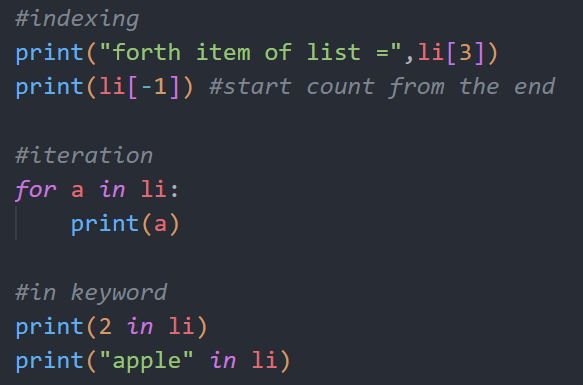 #indexing
print("forth item of list =",li[3])
print(li[-1]) #start count from the end
#iteration
for a in li:
    print(a)
#in keyword
print(2 in li)
print("apple" in li)